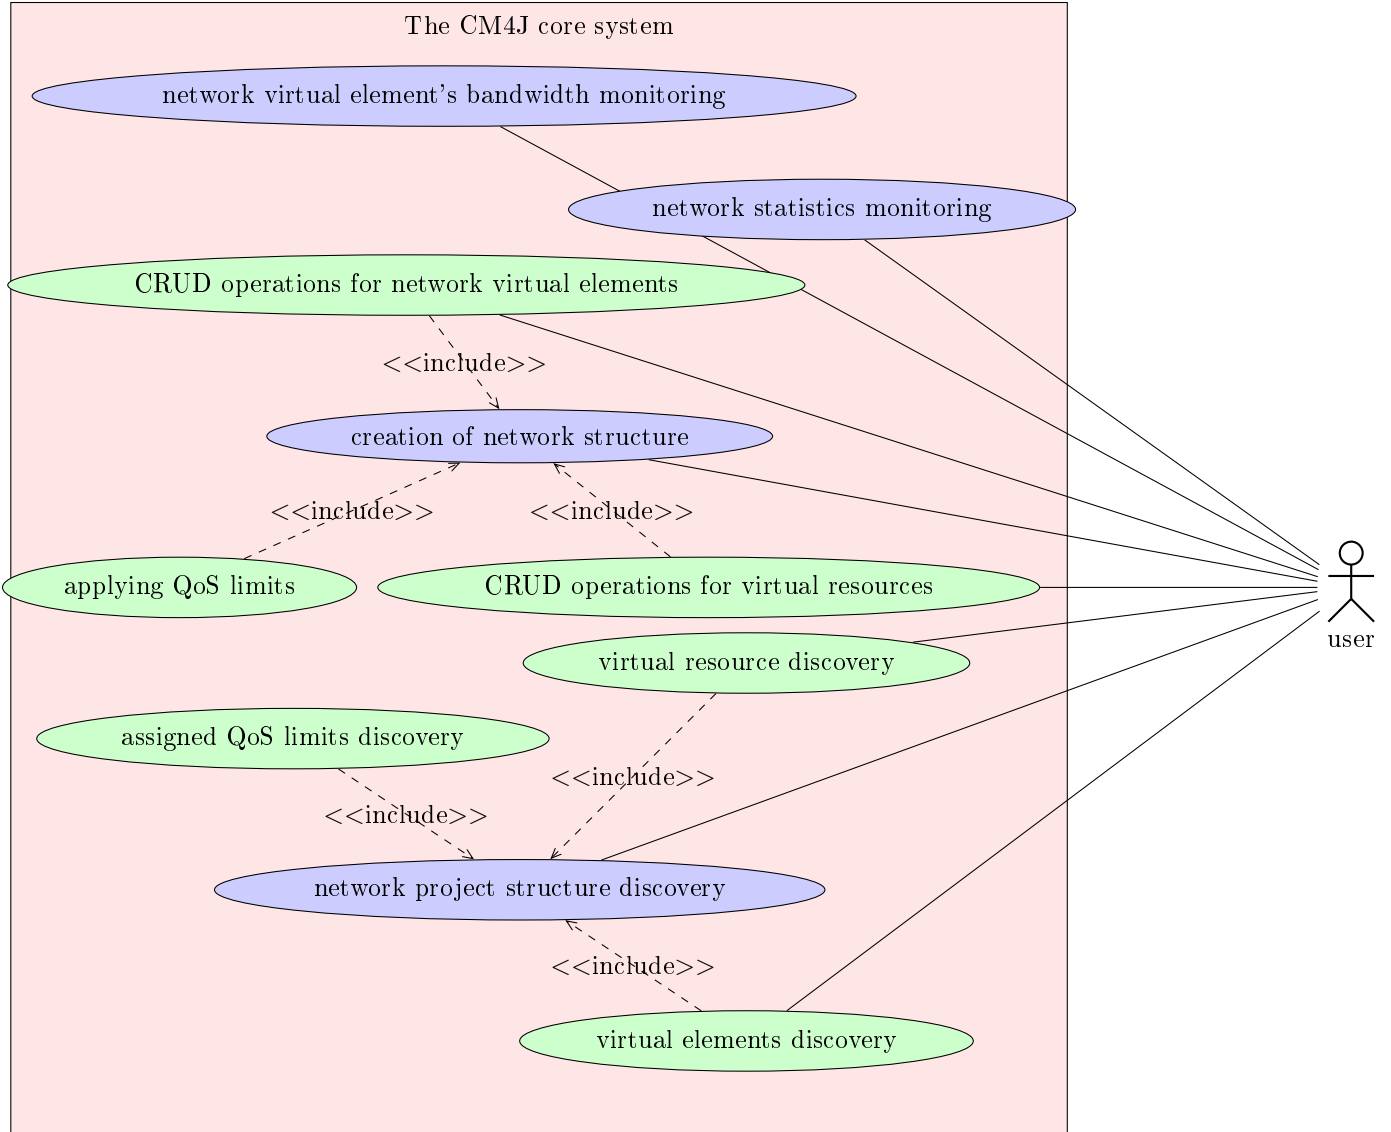 The CM4J core system
network virtual element's bandwidth monitoring
network statistics monitoring
CRUD operations for network virtual elements
<<include>>
creation of network structure
<<include>>
<<include>>
applying QoS limits
CRUD operations for virtual resources
user
virtual resource discovery
assigned QoS limits discovery
<<include>>
<<include>>
network project structure discovery
<<include>>
virtual elements discovery